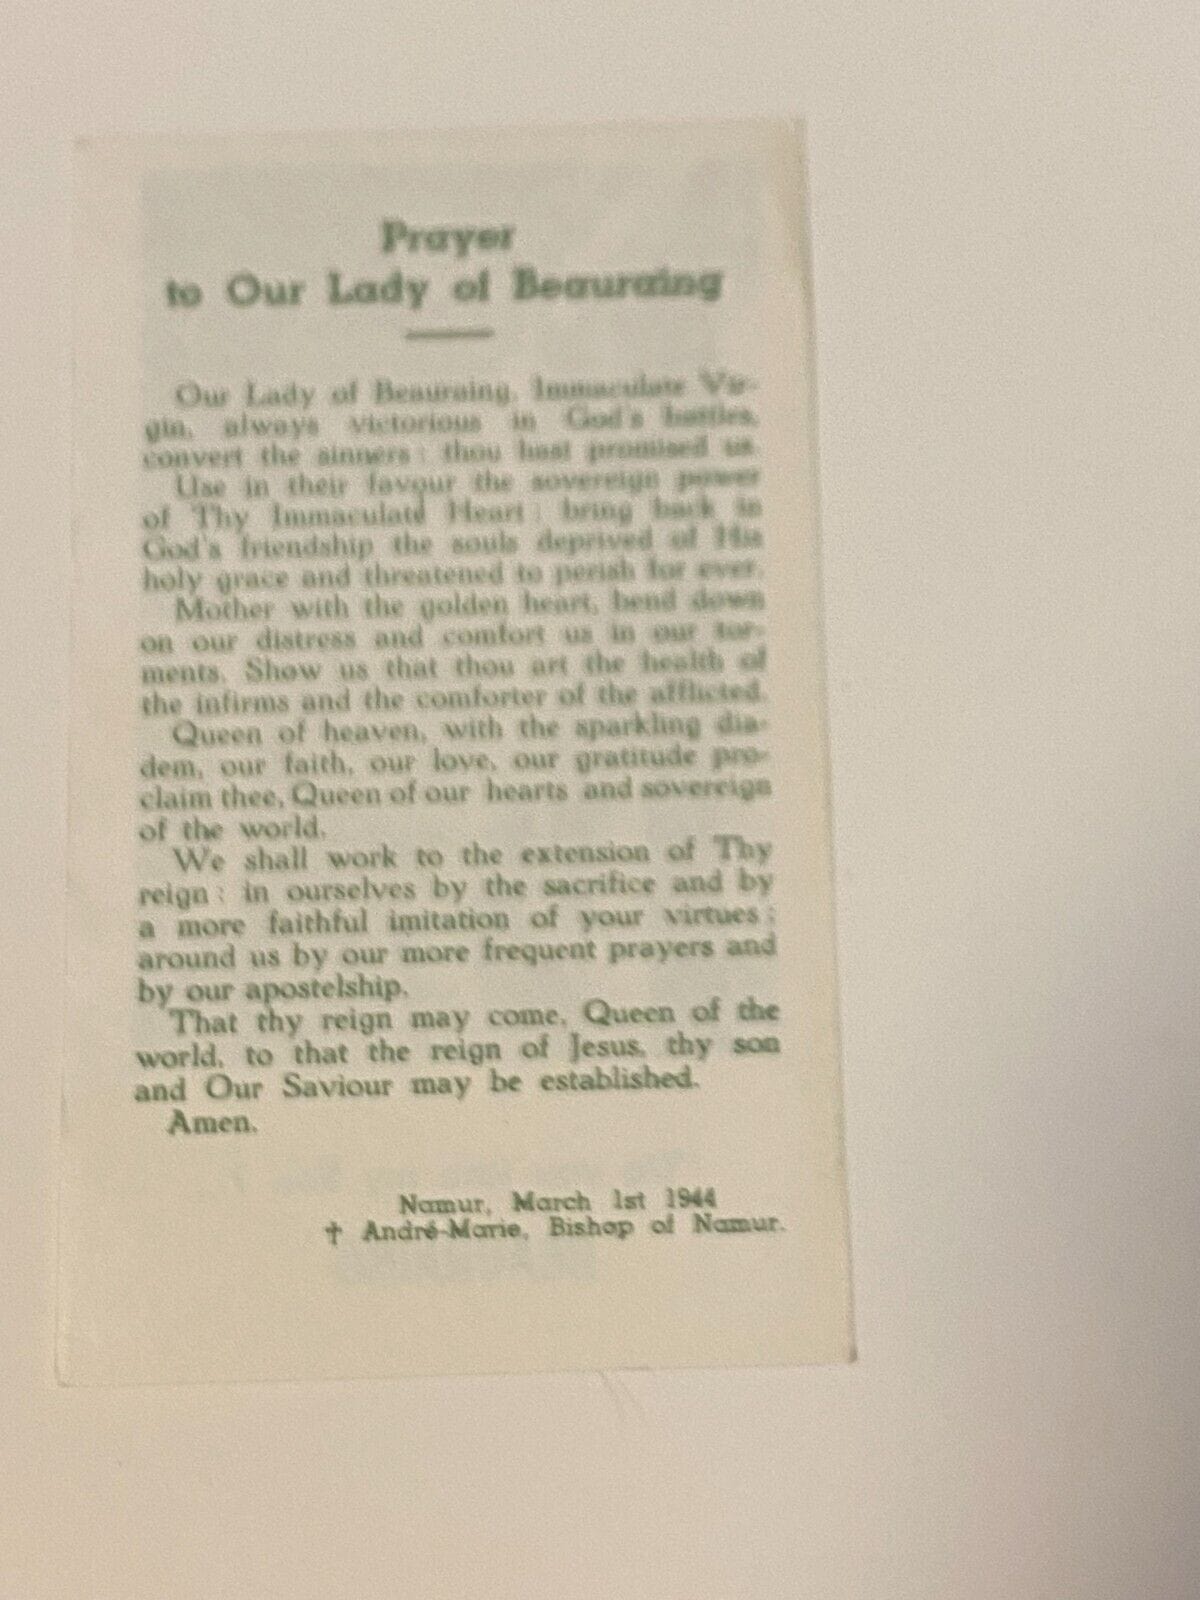 Prayer
to Our Lady of Beauraing
Our Lady of Beauraing, Immaculate Vir-
gin, always victorious in God's battles,
convert the sinners : thou hast promised us.
Use in their favour the sovereign power
of Thy Immaculate Heart : bring back in
God's friendship the souls deprived of His
holy grace and threatened to perish for ever.
Mother with the golden heart, bend down
on our distress and comfort us in our tor-
ments. Show us that thou art the health of
the infirms and the comforter of the afflicted.
Queen of heaven, with the sparkling dia-
dem, our faith, our love, our gratitude pro-
claim thee, Queen of our hearts and sovereign
of the world.
We shall work to the extension of Thy
reign : in ourselves by the sacrifice and by
a more faithful imitation of your virtues ;
around us by our more frequent prayers and
by our apostelship.
That thy reign may come, Queen of the
world, to that the reign of Jesus, thy son
and Our Saviour may be established.
Amen.
Namur, March 1st 1944
† André-Marie, Bishop of Namur.